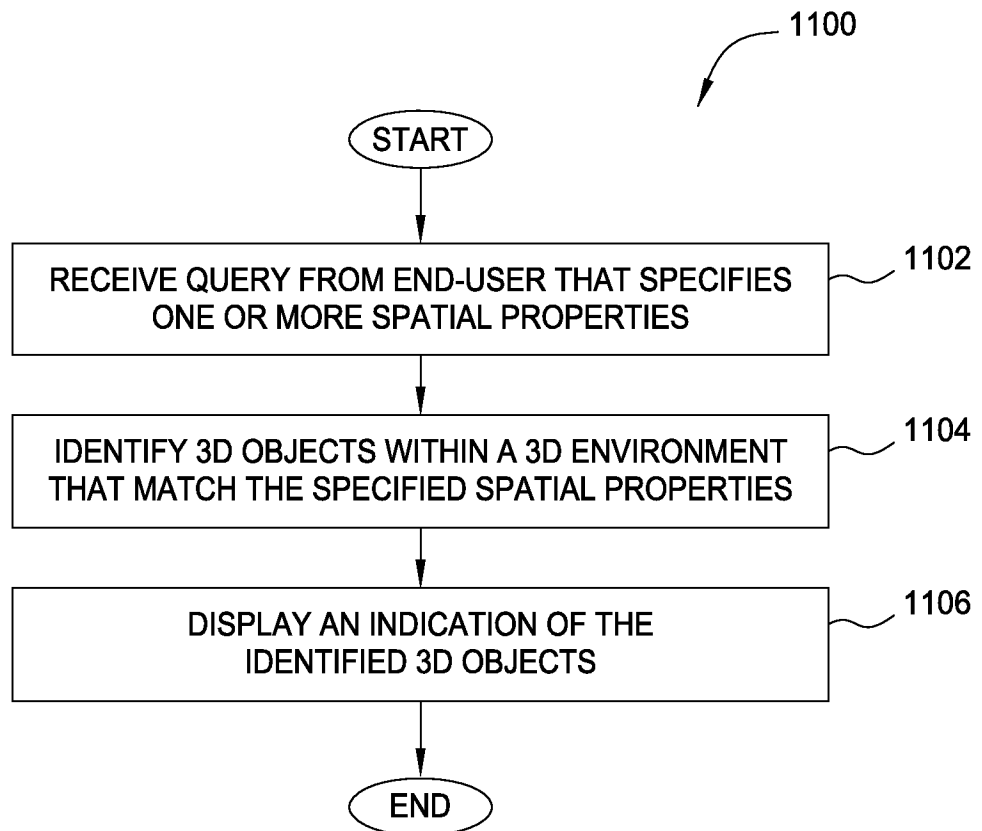 1100
START
RECEIVE QUERY FROM END-USER THAT SPECIFIES
ONE OR MORE SPATIAL PROPERTIES
1102
IDENTIFY 3D OBJECTS WITHIN A 3D ENVIRONMENT
THAT MATCH THE SPECIFIED SPATIAL PROPERTIES
1104
DISPLAY AN INDICATION OF THE
IDENTIFIED 3D OBJECTS
1106
END